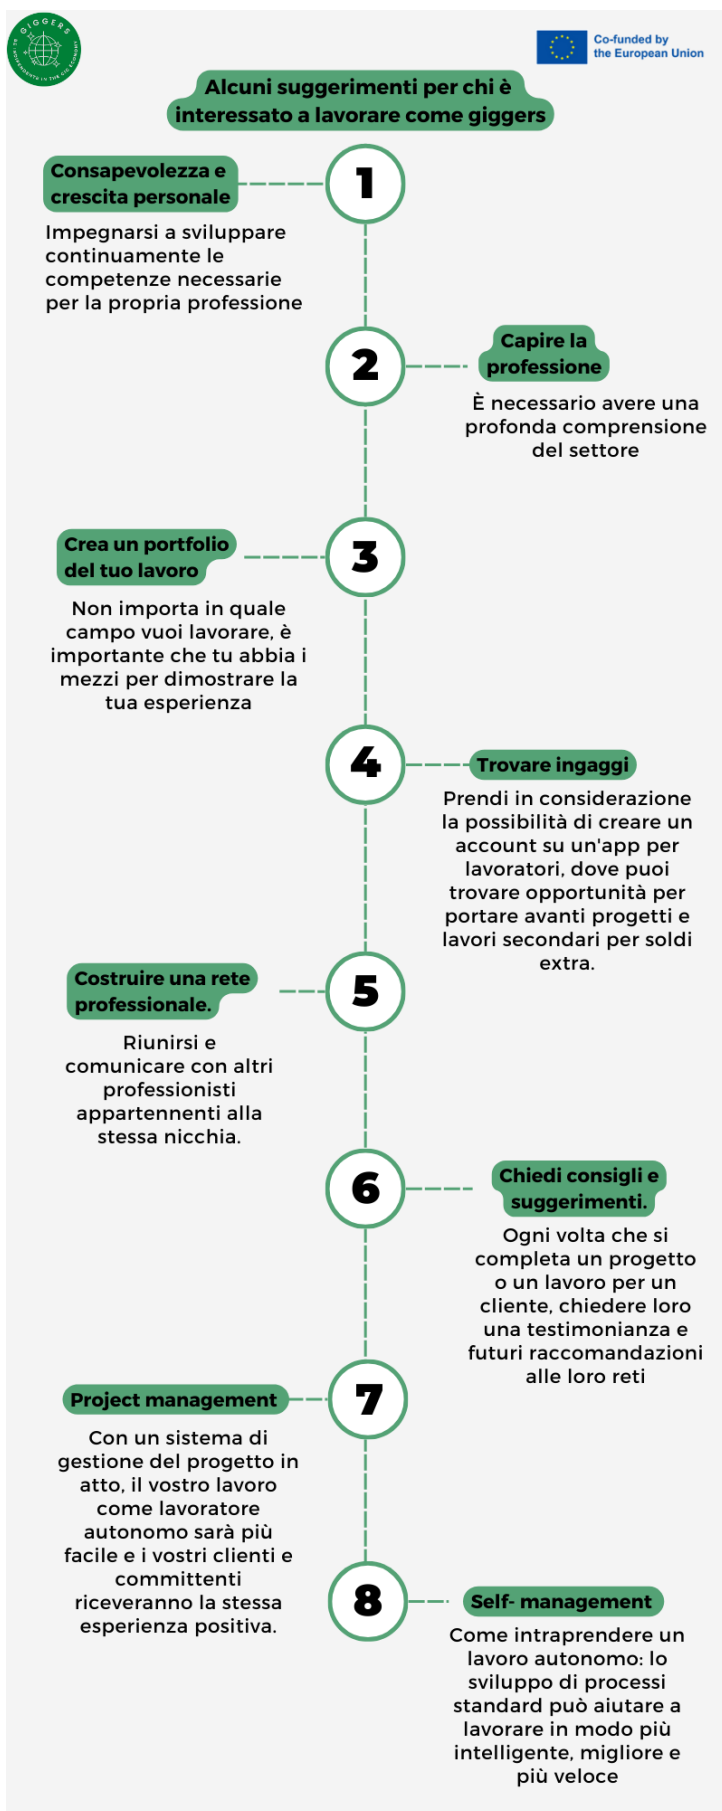 GIGGERS
BE INDEPENDENT IN THE GIG ECONOMY
Co-funded by
the European Union
Alcuni suggerimenti per chi è
interessato a lavorare come giggers
1
Consapevolezza e
crescita personale
Impegnarsi a sviluppare
continuamente le
competenze necessarie
per la propria professione
2
Capire la
professione
È necessario avere una
profonda comprensione
del settore
3
Crea un portfolio
del tuo lavoro
Non importa in quale
campo vuoi lavorare, è
importante che tu abbia i
mezzi per dimostrare la
tua esperienza
4
Trovare ingaggi
Prendi in considerazione
la possibilità di creare un
account su un'app per
lavoratori, dove puoi
trovare opportunità per
portare avanti progetti e
lavori secondari per soldi
extra.
5
Costruire una rete
professionale.
Riunirsi e
comunicare con altri
professionisti
appartennenti alla
stessa nicchia.
6
Chiedi consigli e
suggerimenti.
Ogni volta che si
completa un progetto
o un lavoro per un
cliente, chiedere loro
una testimonianza e
futuri raccomandazioni
alle loro reti
7
Project management
Con un sistema di
gestione del progetto in
atto, il vostro lavoro
come lavoratore
autonomo sarà più
facile e i vostri clienti e
committenti
riceveranno la stessa
esperienza positiva.
8
Self- management
Come intraprendere un
lavoro autonomo: lo
sviluppo di processi
standard può aiutare a
lavorare in modo più
intelligente, migliore e
più veloce